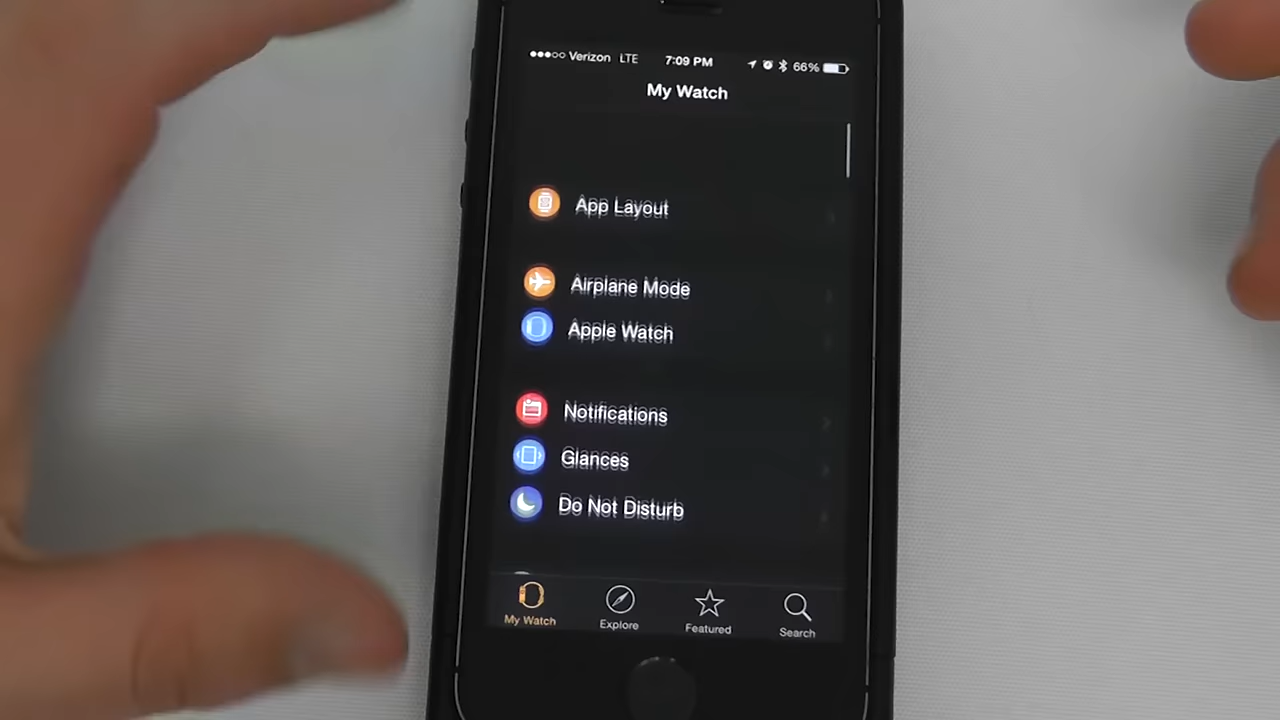 Verizon LTE 7:09 PM 66%
My Watch
App Layout
Airplane Mode
Apple Watch
Notifications
Glances
Do Not Disturb
My Watch Explore Featured Search